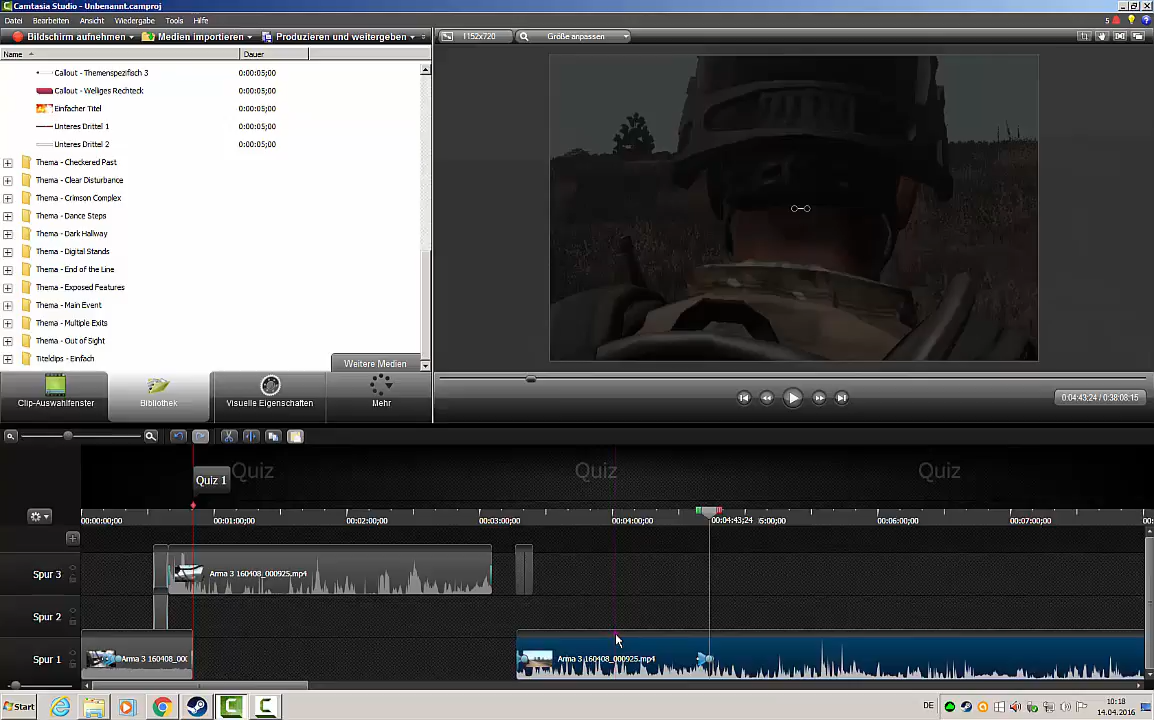 Camtasia Studio - Unbenannt.camproj
Datei Bearbeiten Ansicht Wiedergabe Tools Hilfe 5
Bildschirm aufnehmen Medien importieren Produzieren und weitergeben 1152x720 Größe anpassen
Name Dauer
Callout - Themenspezifisch 3 0:00:05;00
Callout - Welliges Rechteck 0:00:05;00
Einfacher Titel 0:00:05;00
Unteres Drittel 1 0:00:05;00
Unteres Drittel 2 0:00:05;00
Thema - Checkered Past
Thema - Clear Disturbance
Thema - Crimson Complex
Thema - Dance Steps
Thema - Dark Hallway
Thema - Digital Stands
Thema - End of the Line
Thema - Exposed Features
Thema - Main Event
Thema - Multiple Exits
Thema - Out of Sight
Titelclips - Einfach
Weitere Medien
Clip-Auswahlfenster Bibliothek Visuelle Eigenschaften Mehr
0:04:43;24 / 0:38:08:15
Quiz Quiz Quiz
Quiz 1
00:00:00;00 00:01:00;00 00:02:00;00 00:03:00;00 00:04:00;00 00:04:43;24 00:06:00;00 00:07:00;00
Spur 3 Arma 3 160408_000925.mp4
Spur 2
Spur 1 Arma 3 160408_00 Arma 3 160408_000925.mp4
Start DE 10:18
14.04.2016